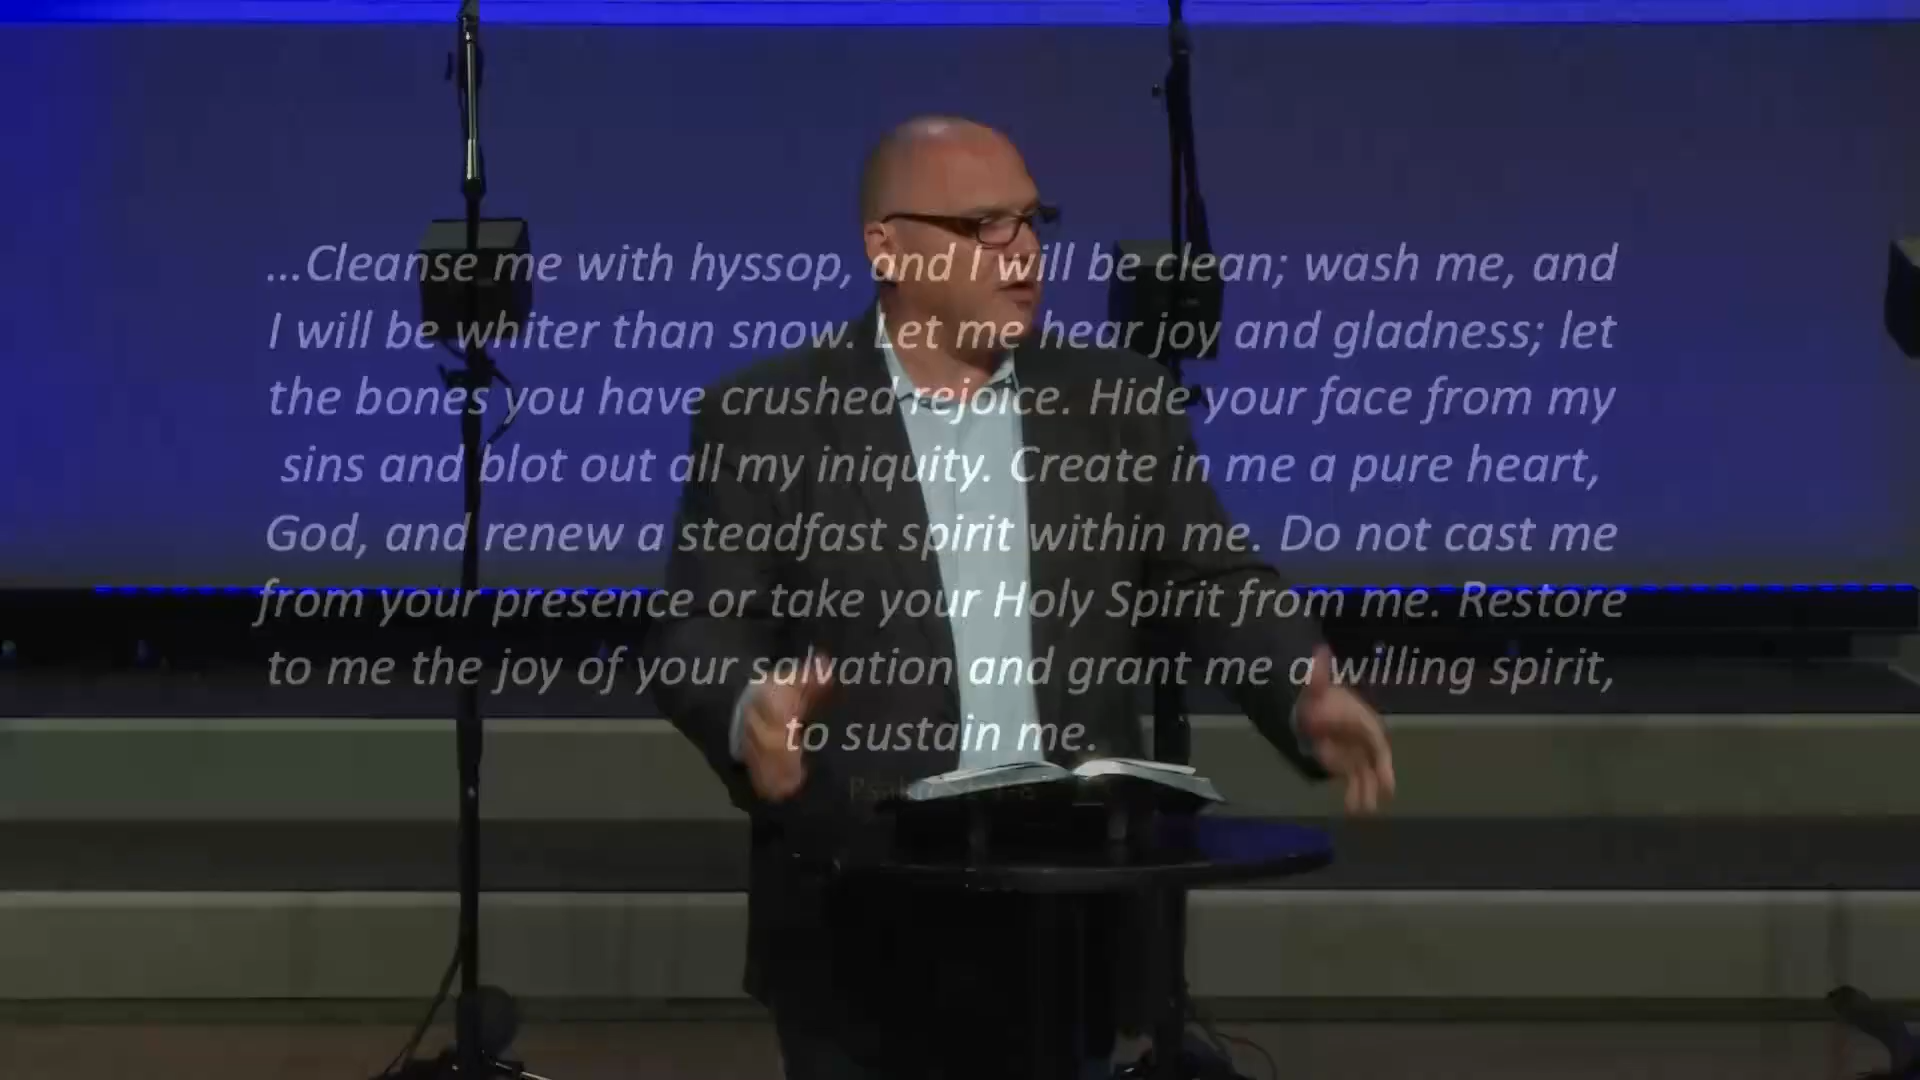 ...Cleanse me with hyssop, and I will be clean; wash me, and
I will be whiter than snow. Let me hear joy and gladness; let
the bones you have crushed rejoice. Hide your face from my
sins and blot out all my iniquity. Create in me a pure heart,
God, and renew a steadfast spirit within me. Do not cast me
from your presence or take your Holy Spirit from me. Restore
to me the joy of your salvation and grant me a willing spirit,
to sustain me.